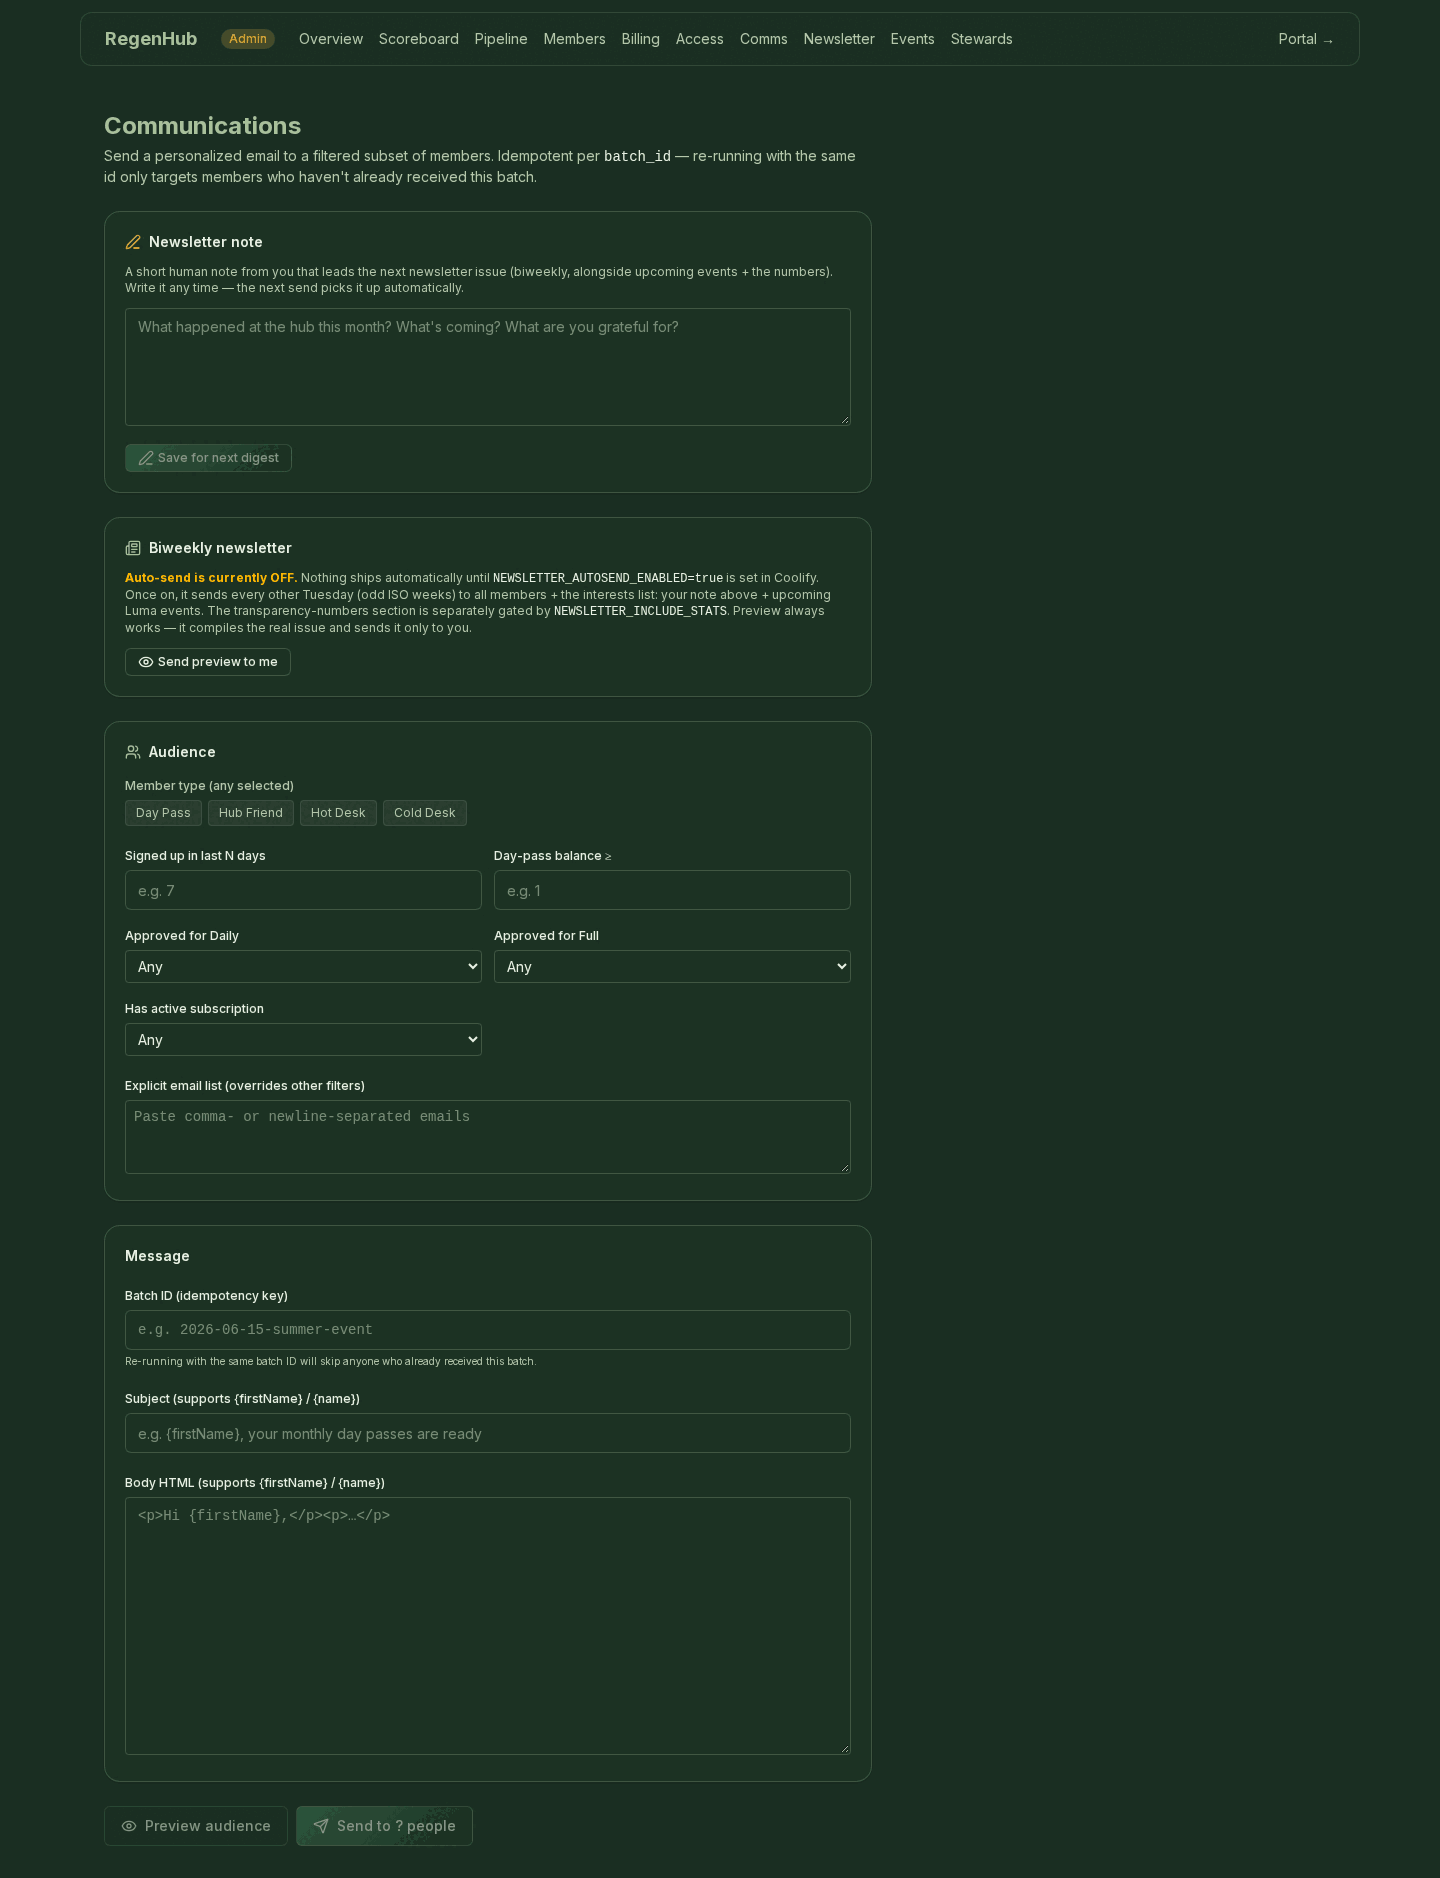 RegenHub Admin Overview Scoreboard Pipeline Members Billing Access Comms Newsletter Events Stewards Portal →
Communications
Send a personalized email to a filtered subset of members. Idempotent per batch_id — re-running with the same
id only targets members who haven't already received this batch.
Newsletter note
A short human note from you that leads the next newsletter issue (biweekly, alongside upcoming events + the numbers).
Write it any time — the next send picks it up automatically.
What happened at the hub this month? What's coming? What are you grateful for?
Save for next digest
Biweekly newsletter
Auto-send is currently OFF. Nothing ships automatically until NEWSLETTER_AUTOSEND_ENABLED=true is set in Coolify.
Once on, it sends every other Tuesday (odd ISO weeks) to all members + the interests list: your note above + upcoming
Luma events. The transparency-numbers section is separately gated by NEWSLETTER_INCLUDE_STATS. Preview always
works — it compiles the real issue and sends it only to you.
Send preview to me
Audience
Member type (any selected)
Day Pass Hub Friend Hot Desk Cold Desk
Signed up in last N days Day-pass balance ≥
e.g. 7 e.g. 1
Approved for Daily Approved for Full
Any Any
Has active subscription
Any
Explicit email list (overrides other filters)
Paste comma- or newline-separated emails
Message
Batch ID (idempotency key)
e.g. 2026-06-15-summer-event
Re-running with the same batch ID will skip anyone who already received this batch.
Subject (supports {firstName} / {name})
e.g. {firstName}, your monthly day passes are ready
Body HTML (supports {firstName} / {name})
<p>Hi {firstName},</p><p>…</p>
Preview audience Send to ? people